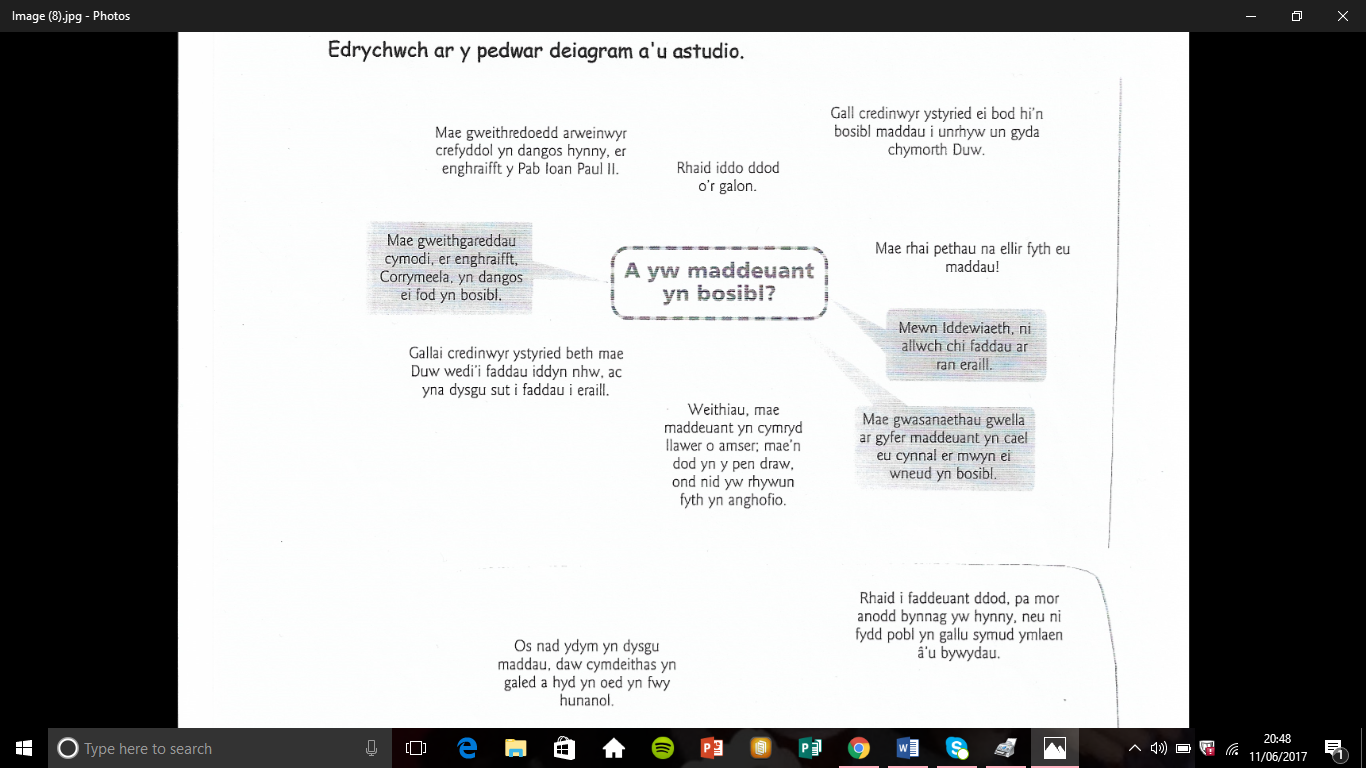 Image (8).jpg - Photos
Edrychwch ar y pedwar deiagram a'u astudio.
Mae gweithredoedd arweinwyr
crefyddol yn dangos hynny, er
enghraifft y Pab Ioan Paul II.
Rhaid iddo ddod
o'r galon.
Gall credinwyr ystyried ei bod hi'n
bosibl maddau i unrhyw un gyda
chymorth Duw.
Mae gweithgareddau
cymodi, er enghraifft,
Corrymeela, yn dangos
ei fod yn bosibl.
A yw maddeuant
yn bosibl?
Mae rhai pethau na ellir fyth eu
maddau!
Mewn Iddewiaeth, ni
allwch chi faddau ar
ran eraill.
Gallai credinwyr ystyried beth mae
Duw wedi'i faddau iddyn nhw, ac
yna dysgu sut i faddau i eraill.
Weithiau, mae
maddeuant yn cymryd
llawer o amser; mae'n
dod yn y pen draw,
ond nid yw rhywun
fyth yn anghofio.
Mae gwasanaethau gwella
ar gyfer maddeuant yn cael
eu cynnal er mwyn ei
wneud yn bosibl.
Os nad ydym yn dysgu
maddau, daw cymdeithas yn
galed a hyd yn oed yn fwy
hunanol.
Rhaid i faddeuant ddod, pa mor
anodd bynnag yw hynny, neu ni
fydd pobl yn gallu symud ymlaen
â'u bywydau.
Type here to search
20:48
11/06/2017
1